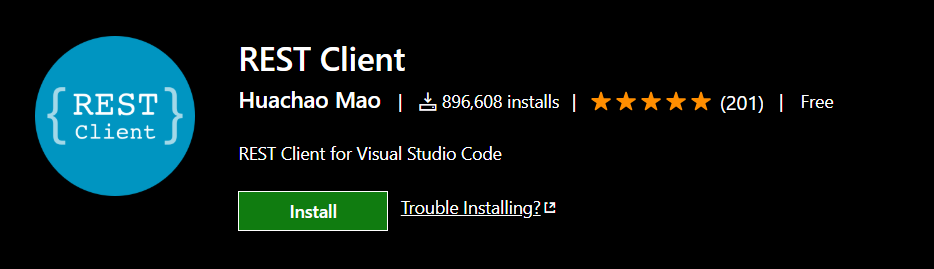 {REST
Client}
REST Client
Huachao Mao | 896,608 installs | (201) | Free
REST Client for Visual Studio Code
Install Trouble Installing?